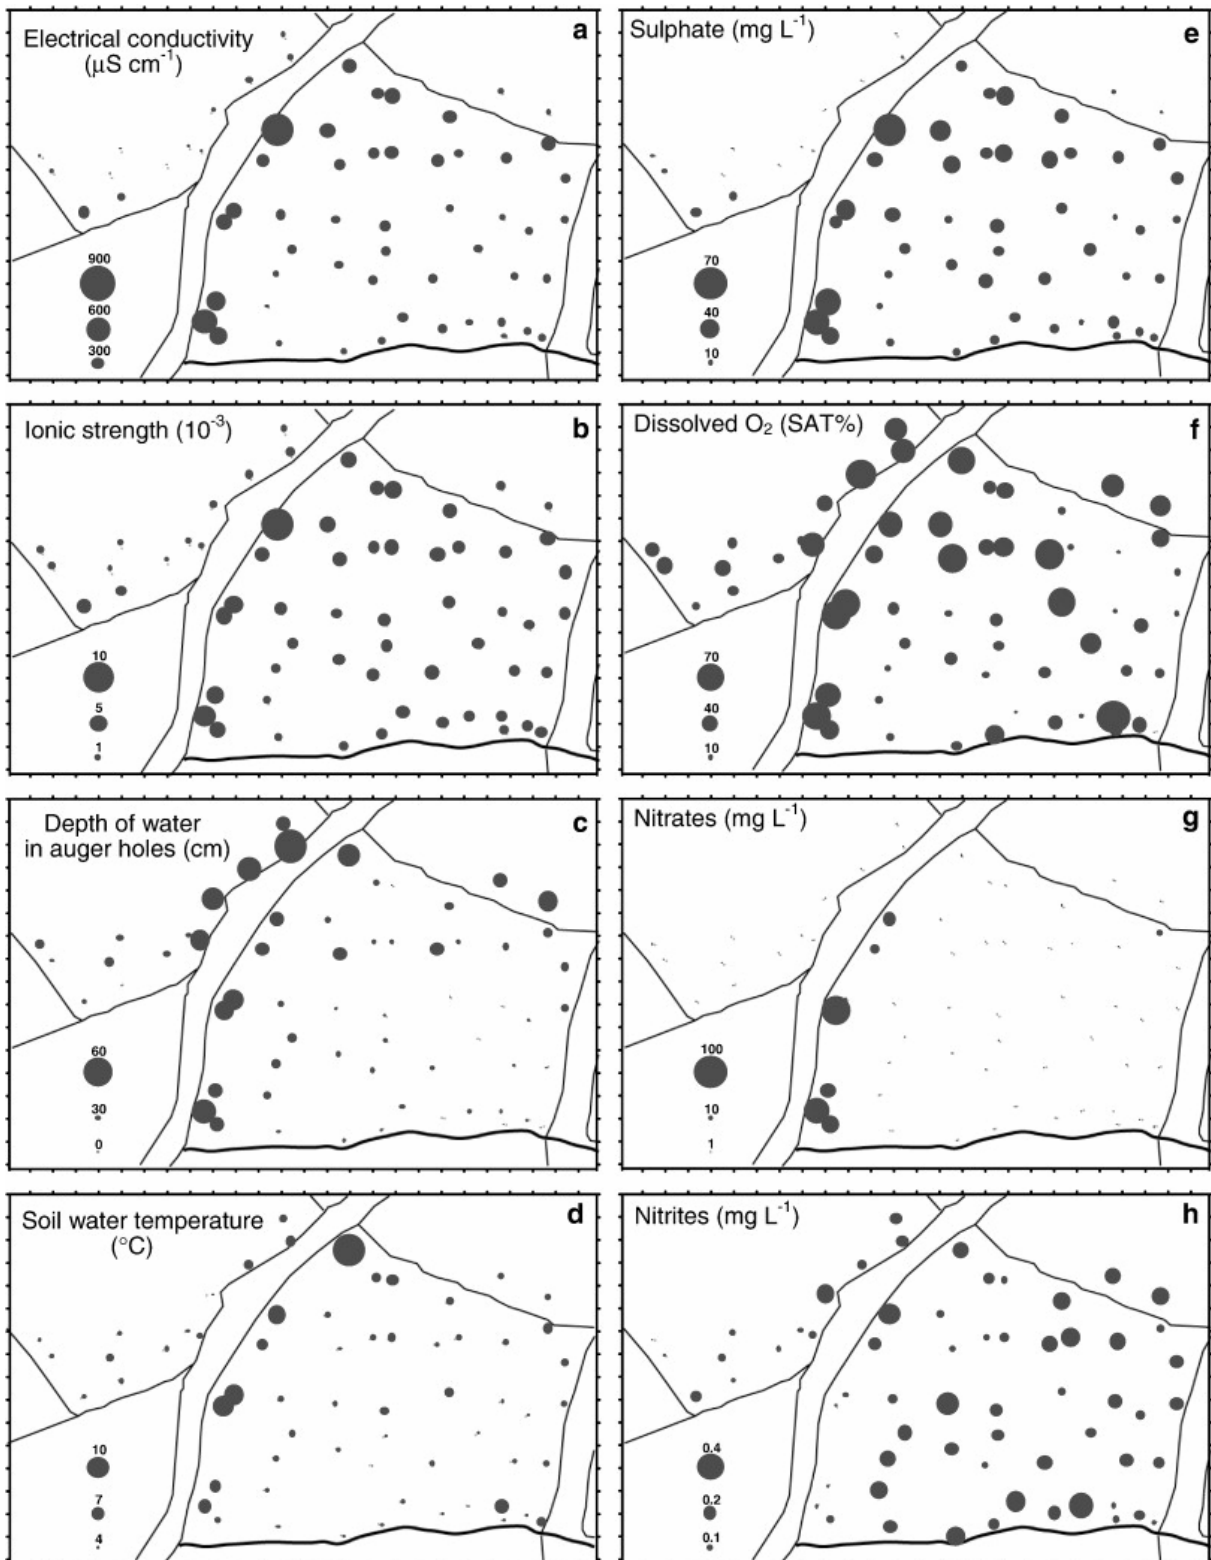 Electrical conductivity
(μS cm⁻¹)
a
900
600
300
Sulphate (mg L⁻¹)
e
70
40
10
Ionic strength (10⁻³)
b
10
5
1
Dissolved O₂ (SAT%)
f
70
40
10
Depth of water
in auger holes (cm)
c
60
30
0
Nitrates (mg L⁻¹)
g
100
10
1
Soil water temperature
(°C)
d
10
7
4
Nitrites (mg L⁻¹)
h
0.4
0.2
0.1